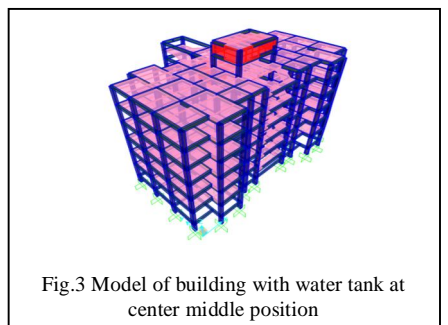 Fig.3 Model of building with water tank at
center middle position